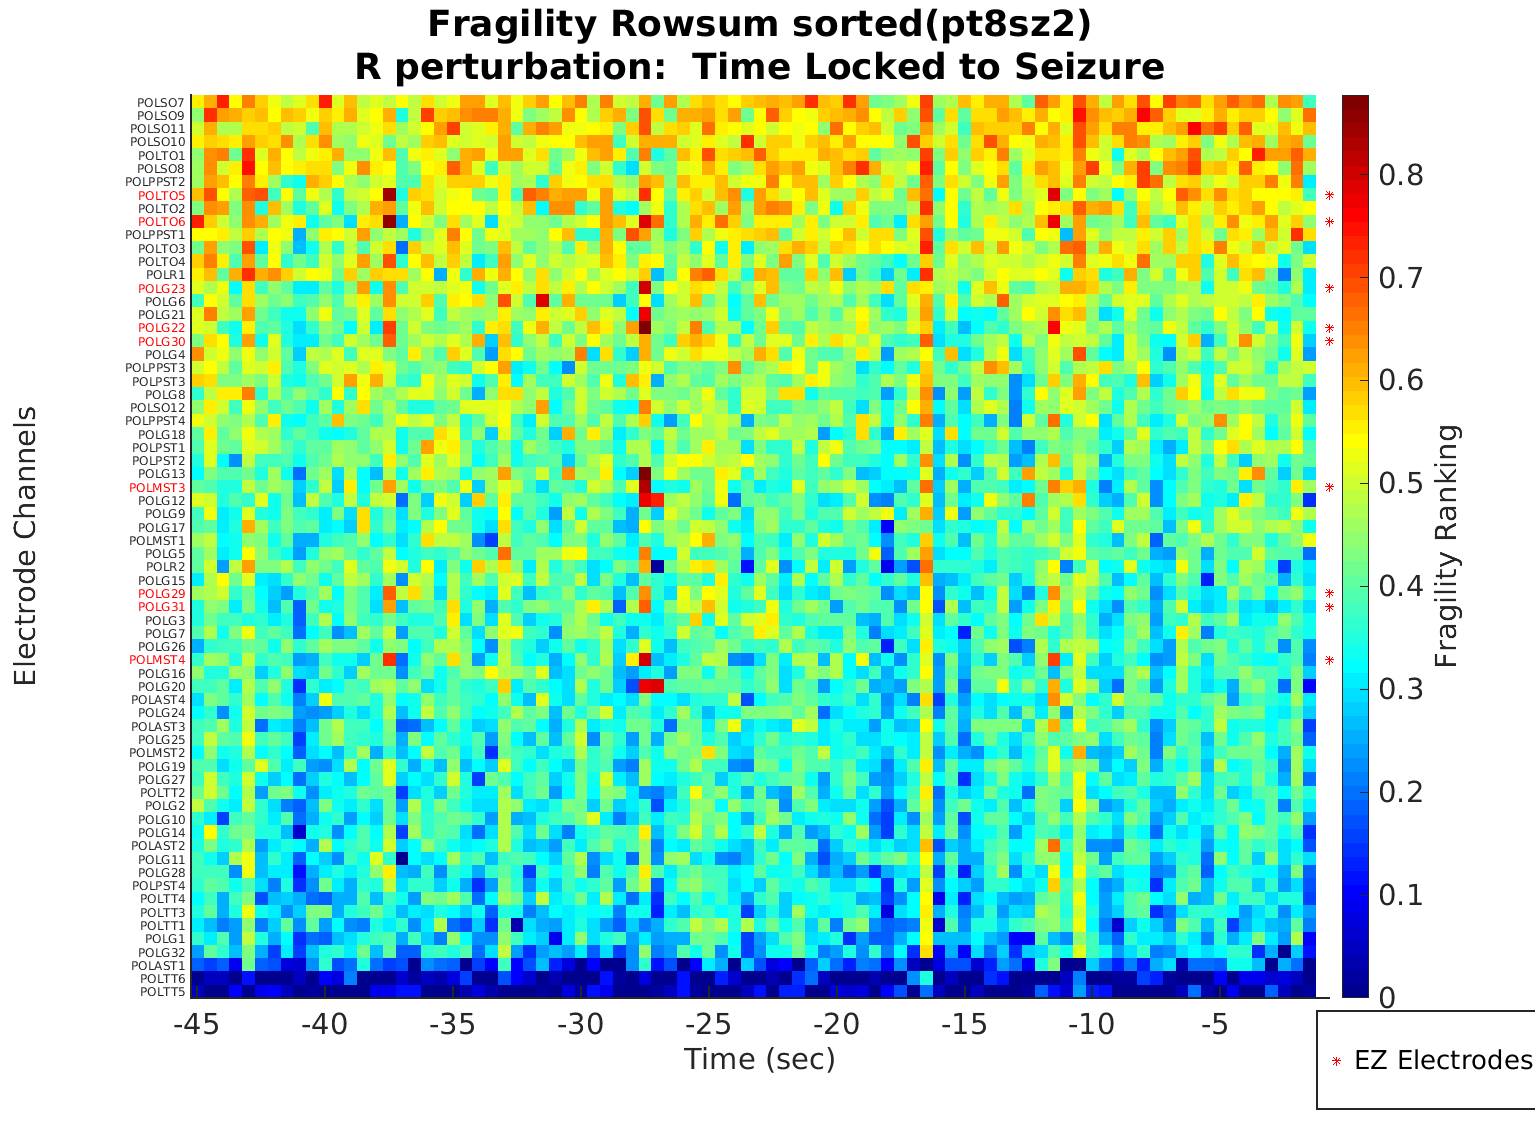 Fragility Rowsum sorted(pt8sz2)
R perturbation:  Time Locked to Seizure
Electrode Channels
POLSO7
POLSO9
POLSO11
POLSO10
POLTO1
POLSO8
POLPPST2
POLTO5
POLTO2
POLTO6
POLPPST1
POLTO3
POLTO4
POLR1
POLG23
POLG6
POLG21
POLG22
POLG30
POLG4
POLPPST3
POLPST3
POLG8
POLSO12
POLPPST4
POLG18
POLPST1
POLPST2
POLG13
POLMST3
POLG12
POLG9
POLG17
POLMST1
POLG5
POLR2
POLG15
POLG29
POLG31
POLG3
POLG7
POLG26
POLMST4
POLG16
POLG20
POLAST4
POLG24
POLAST3
POLG25
POLMST2
POLG19
POLG27
POLTT2
POLG2
POLG10
POLG14
POLAST2
POLG11
POLG28
POLPST4
POLTT4
POLTT3
POLTT1
POLG1
POLG32
POLAST1
POLTT6
POLTT5
-45 -40 -35 -30 -25 -20 -15 -10 -5
Time (sec)
0.8
0.7
0.6
0.5
0.4
0.3
0.2
0.1
0
Fragility Ranking
EZ Electrodes